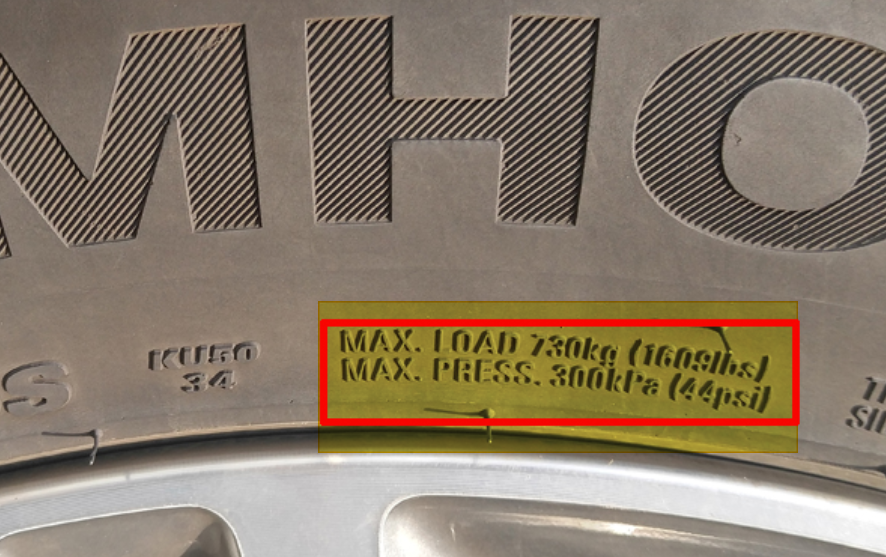 MHO
S
KU50
34
MAX. LOAD 730kg (1609lbs)
MAX. PRESS. 300kPa (44psi)